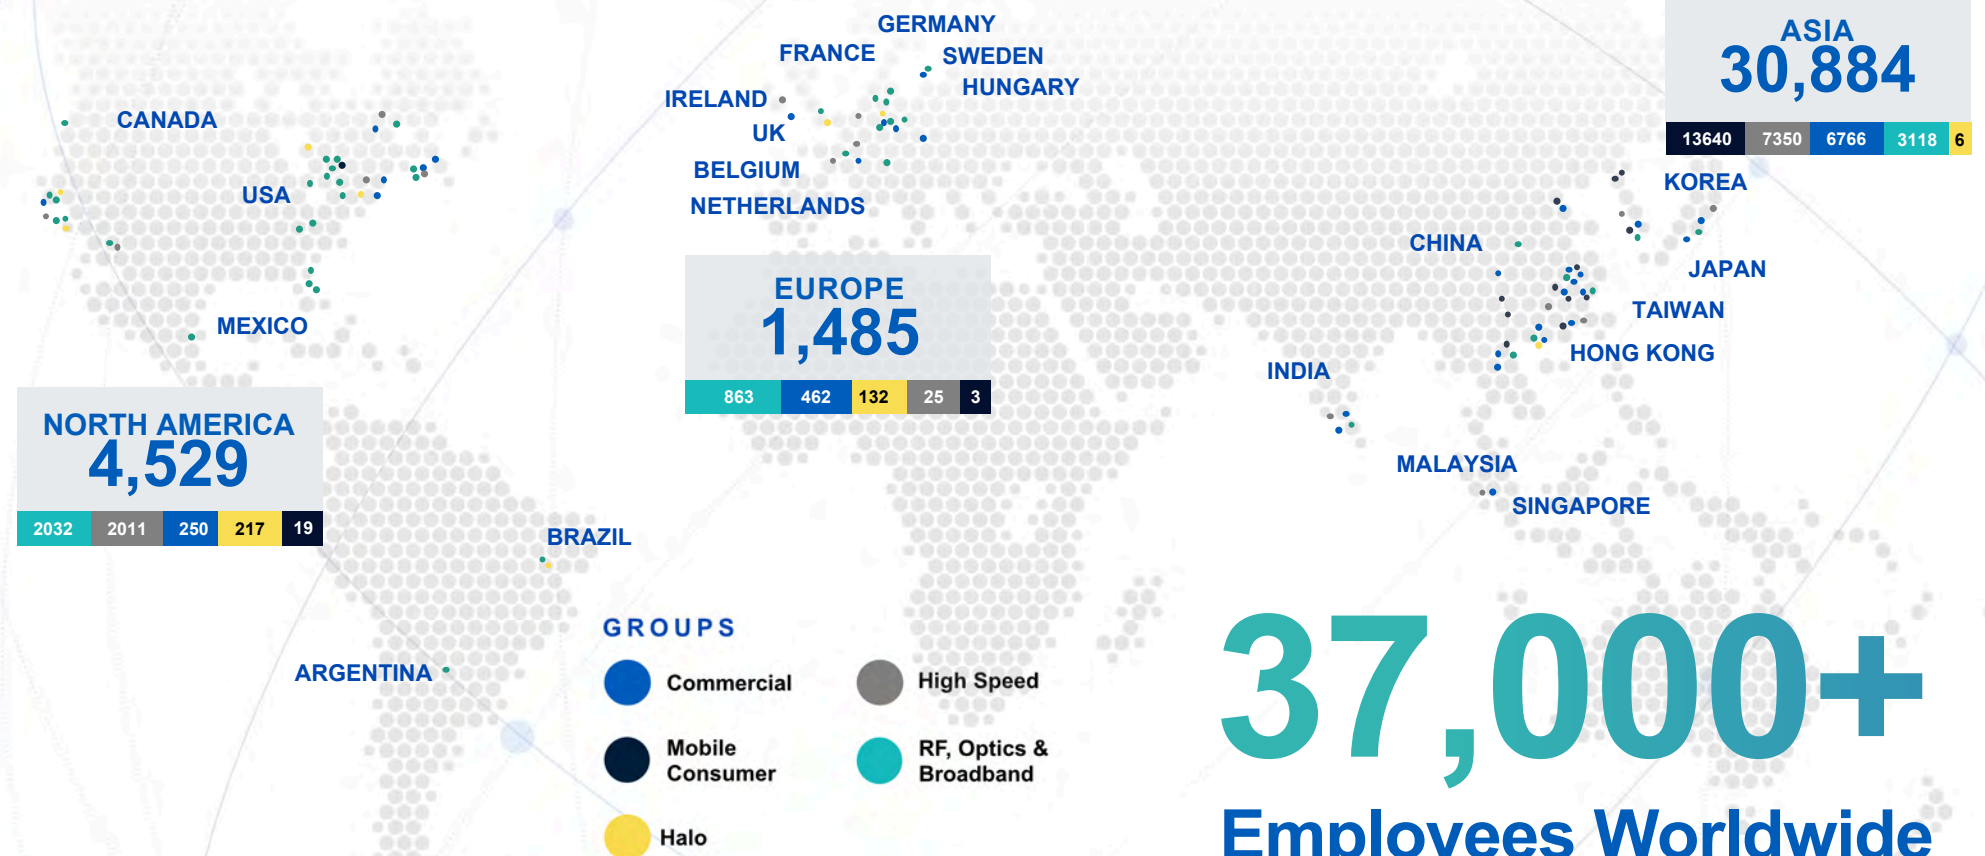 GERMANY
FRANCE
SWEDEN
HUNGARY
IRELAND
UK
BELGIUM
NETHERLANDS
CANADA
USA
MEXICO
ASIA
30,884
13640 7350 6766 3118 6
KOREA
CHINA
JAPAN
TAIWAN
HONG KONG
INDIA
MALAYSIA
SINGAPORE
EUROPE
1,485
863 462 132 25 3
NORTH AMERICA
4,529
2032 2011 250 217 19
BRAZIL
ARGENTINA
GROUPS
Commercial
High Speed
Mobile
Consumer
RF, Optics &
Broadband
Halo
37,000+
Employees Worldwide